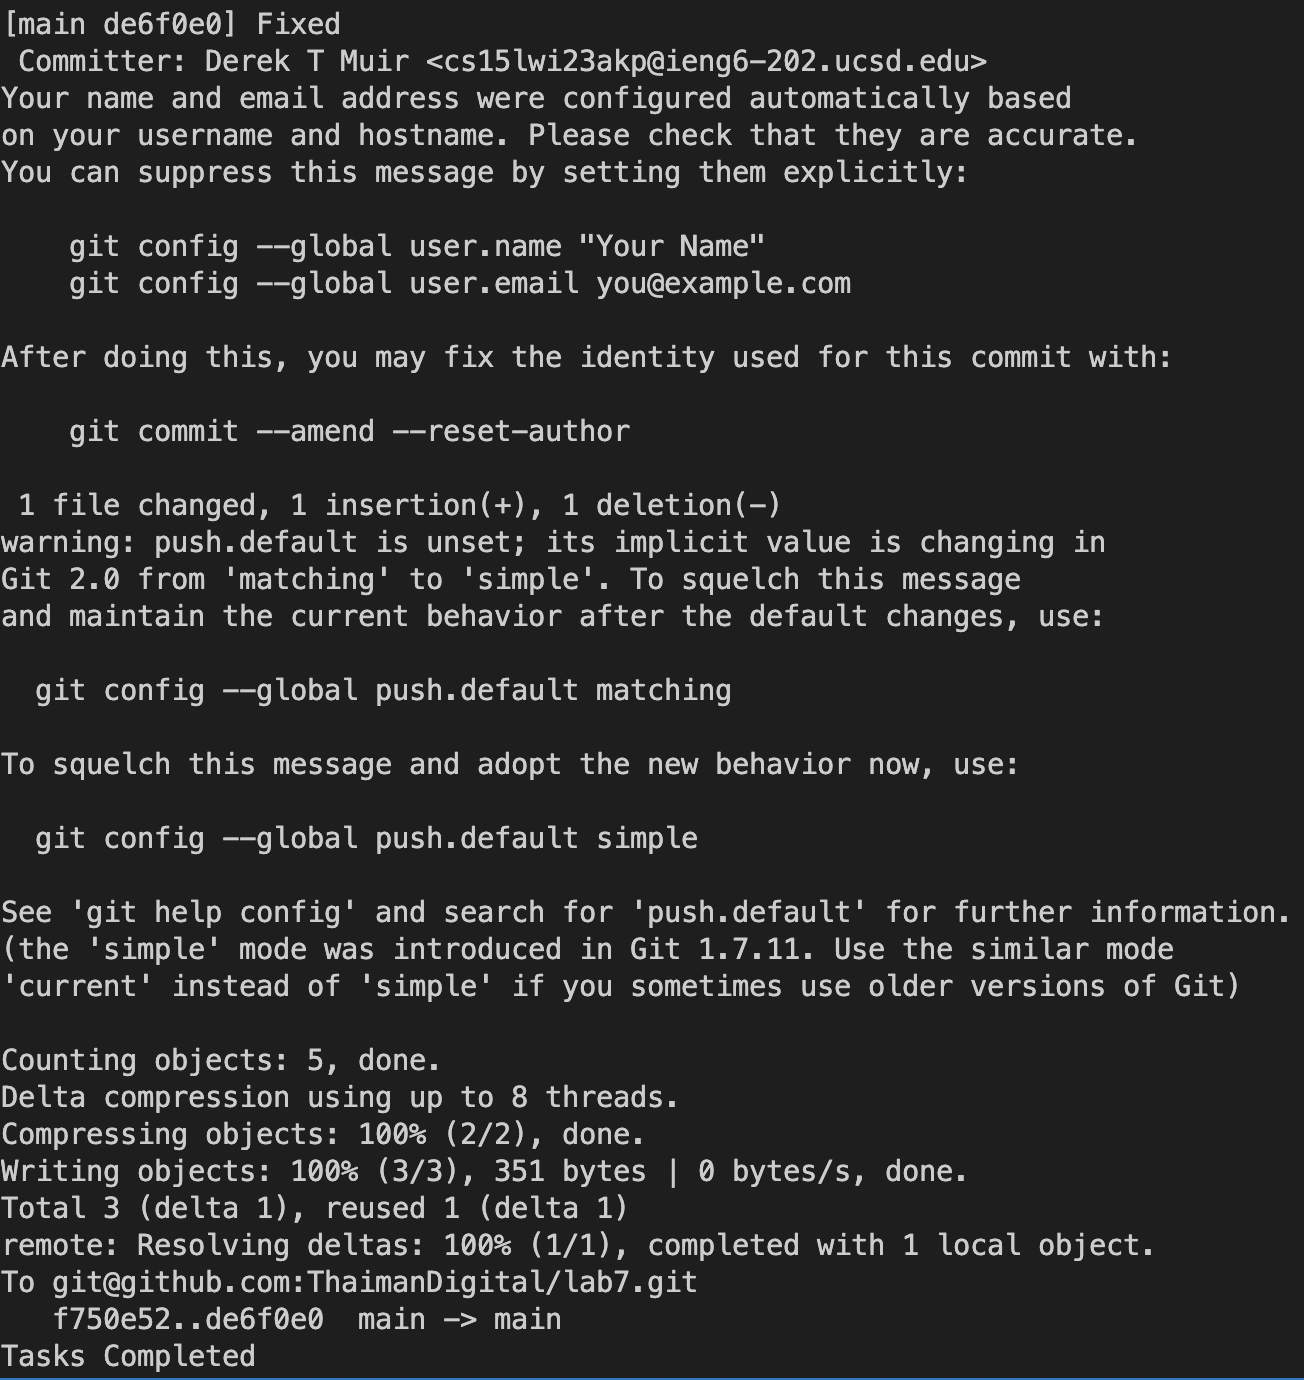 [main de6f0e0] Fixed
 Committer: Derek T Muir <cs15lwi23akp@ieng6-202.ucsd.edu>
Your name and email address were configured automatically based
on your username and hostname. Please check that they are accurate.
You can suppress this message by setting them explicitly:

    git config --global user.name "Your Name"
    git config --global user.email you@example.com

After doing this, you may fix the identity used for this commit with:

    git commit --amend --reset-author

 1 file changed, 1 insertion(+), 1 deletion(-)
warning: push.default is unset; its implicit value is changing in
Git 2.0 from 'matching' to 'simple'. To squelch this message
and maintain the current behavior after the default changes, use:

  git config --global push.default matching

To squelch this message and adopt the new behavior now, use:

  git config --global push.default simple

See 'git help config' and search for 'push.default' for further information.
(the 'simple' mode was introduced in Git 1.7.11. Use the similar mode
'current' instead of 'simple' if you sometimes use older versions of Git)

Counting objects: 5, done.
Delta compression using up to 8 threads.
Compressing objects: 100% (2/2), done.
Writing objects: 100% (3/3), 351 bytes | 0 bytes/s, done.
Total 3 (delta 1), reused 1 (delta 1)
remote: Resolving deltas: 100% (1/1), completed with 1 local object.
To git@github.com:ThaimanDigital/lab7.git
   f750e52..de6f0e0  main -> main
Tasks Completed